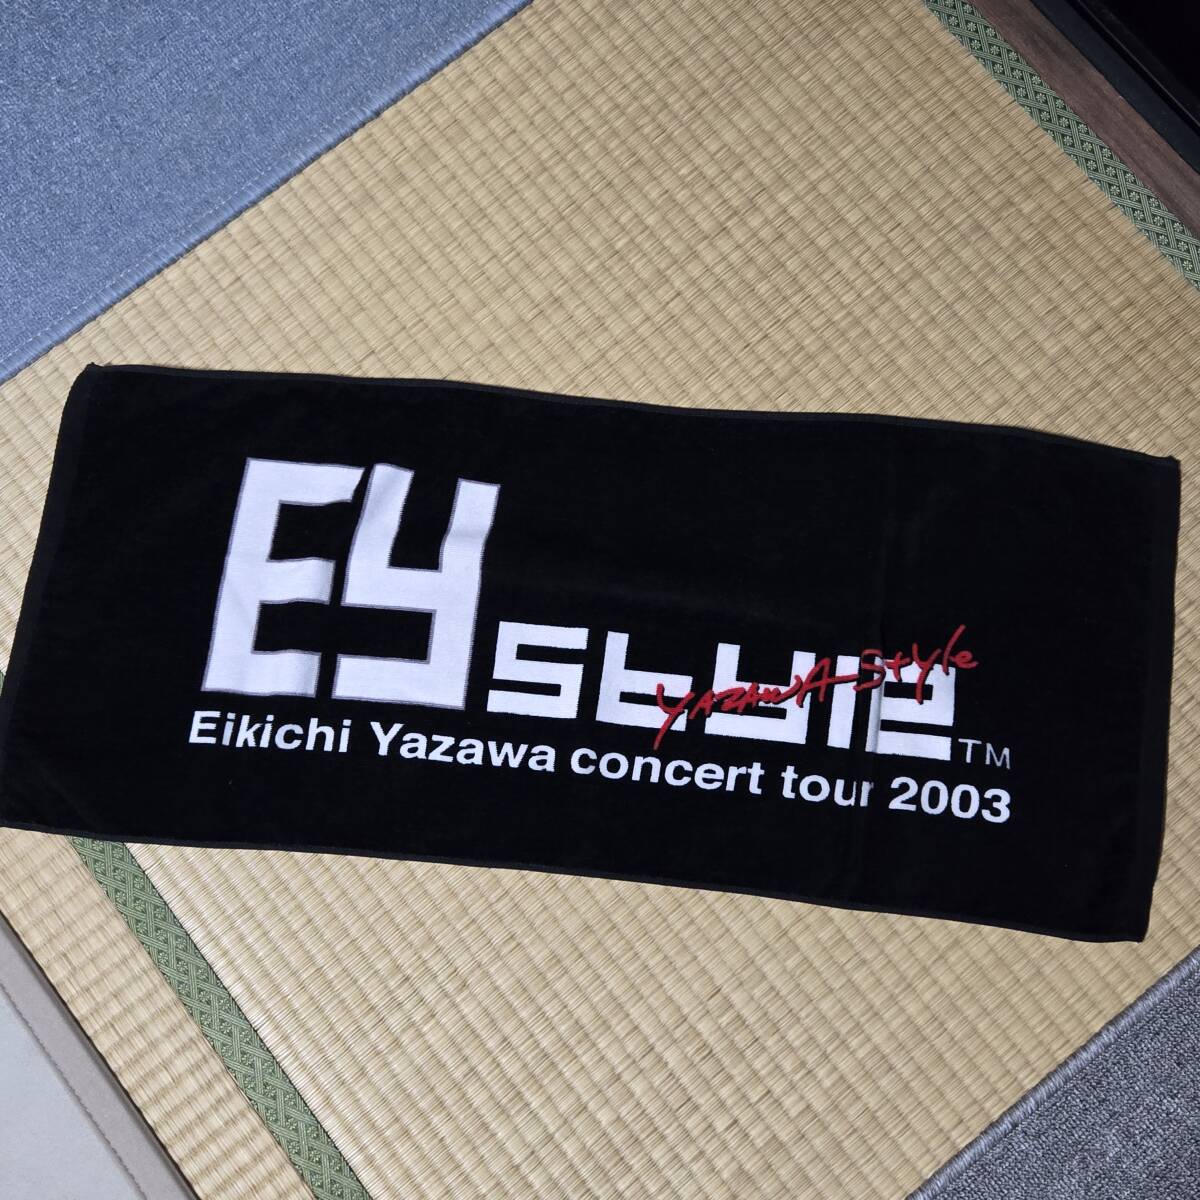 EY style
YAZAWA Style
TM
Eikichi Yazawa concert tour 2003